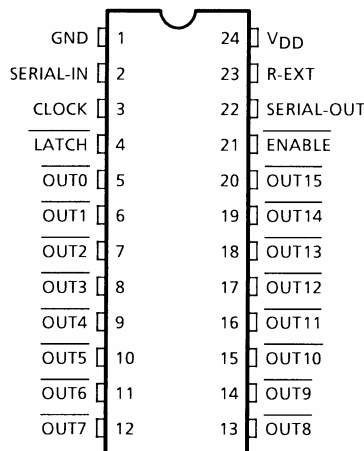 GND 1 24 VDD
SERIAL-IN 2 23 R-EXT
CLOCK 3 22 SERIAL-OUT
LATCH 4 21 ENABLE
OUT0 5 20 OUT15
OUT1 6 19 OUT14
OUT2 7 18 OUT13
OUT3 8 17 OUT12
OUT4 9 16 OUT11
OUT5 10 15 OUT10
OUT6 11 14 OUT9
OUT7 12 13 OUT8